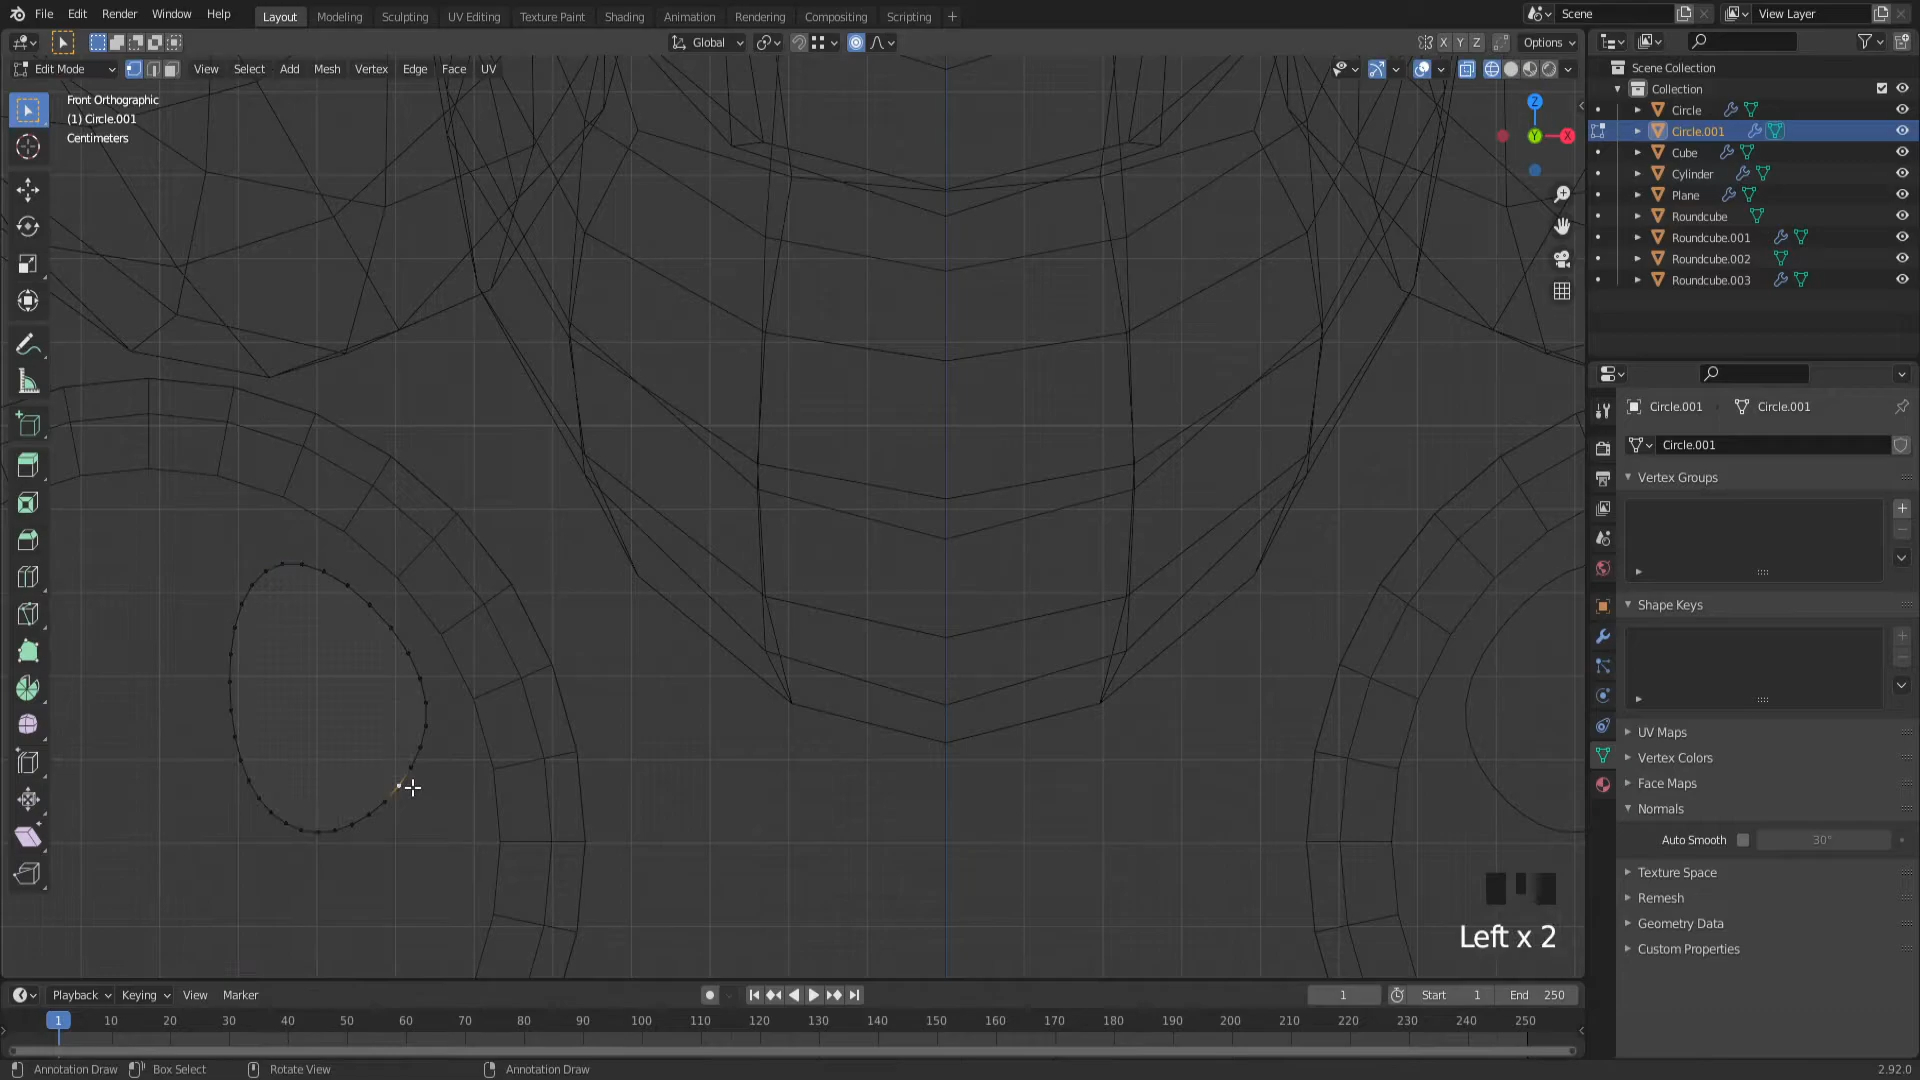 File Edit Render Window Help Layout Modeling Sculpting UV Editing Texture Paint Shading Animation Rendering Compositing Scripting Scene View Layer
Global X Y Z Options
Edit Mode View Select Add Mesh Vertex Edge Face UV
Front Orthographic
(1) Circle.001
Centimeters
Z
Y
X
Left x 2
Scene Collection
Collection
Circle
Circle.001
Cube
Cylinder
Plane
Roundcube
Roundcube.001
Roundcube.002
Roundcube.003
Circle.001 Circle.001
Circle.001
Vertex Groups
Shape Keys
UV Maps
Vertex Colors
Face Maps
Normals
Auto Smooth 30°
Texture Space
Remesh
Geometry Data
Custom Properties
Playback Keying View Marker 1 Start 1 End 250
1 10 20 30 40 50 60 70 80 90 100 110 120 130 140 150 160 170 180 190 200 210 220 230 240 250
Annotation Draw Box Select Rotate View Annotation Draw 2.92.0